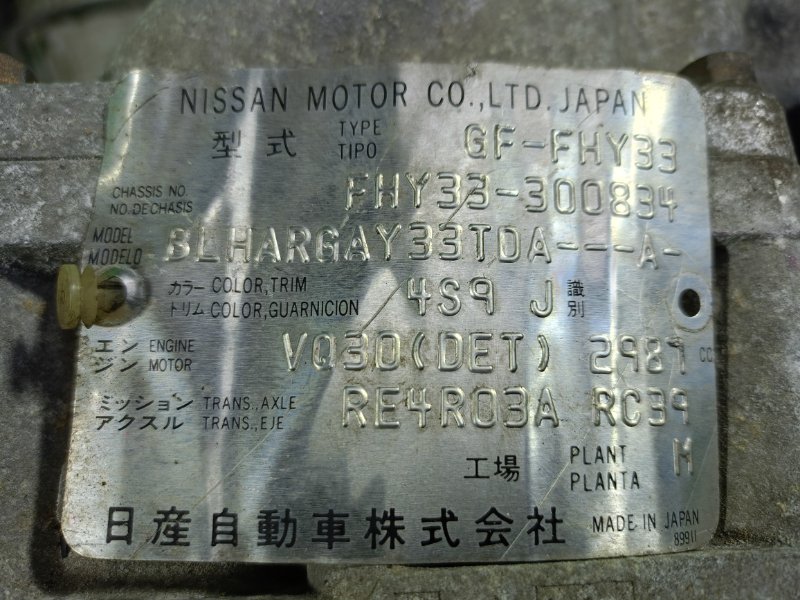 NISSAN MOTOR CO.,LTD. JAPAN
型式 TYPE TIPO GF-FHY33
CHASSIS NO. NO. DE CHASIS FHY33-300834
MODEL MODELO BLHARGAY33TDA---A-
カラー COLOR, TRIM トリム COLOR, GUARNICION 4S9 J 識別
エンジン ENGINE MOTOR VQ30(DET) 2987 CC
ミッション TRANS., AXLE アクスル TRANS., EJE RE4R03A RC39
工場 PLANT PLANTA M
日産自動車株式会社 MADE IN JAPAN
89911